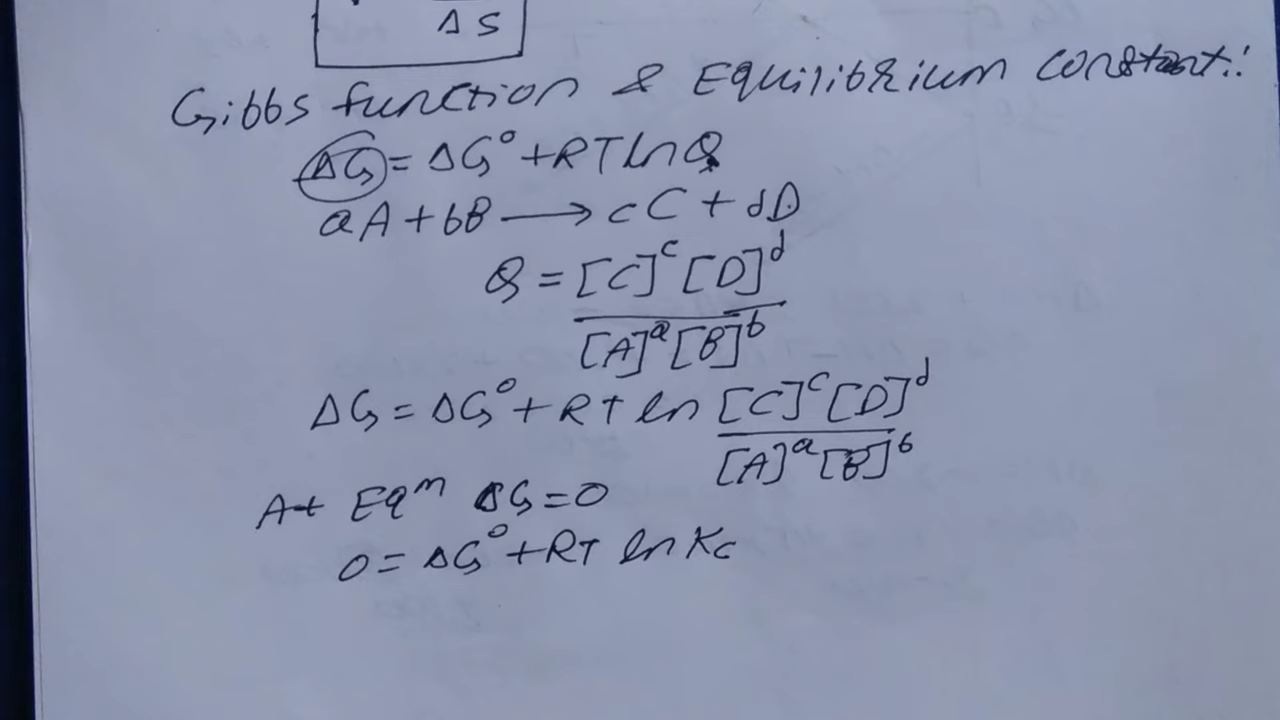 ΔS
Gibbs function & Equilibrium constant:
ΔG = ΔG° + RT ln Q
aA + bB ⟶ cC + dD
Q = [C]^c [D]^d
[A]^a [B]^b
ΔG = ΔG° + RT ln [C]^c [D]^d
[A]^a [B]^b
At Eqm ΔG = 0
0 = ΔG° + RT ln Kc